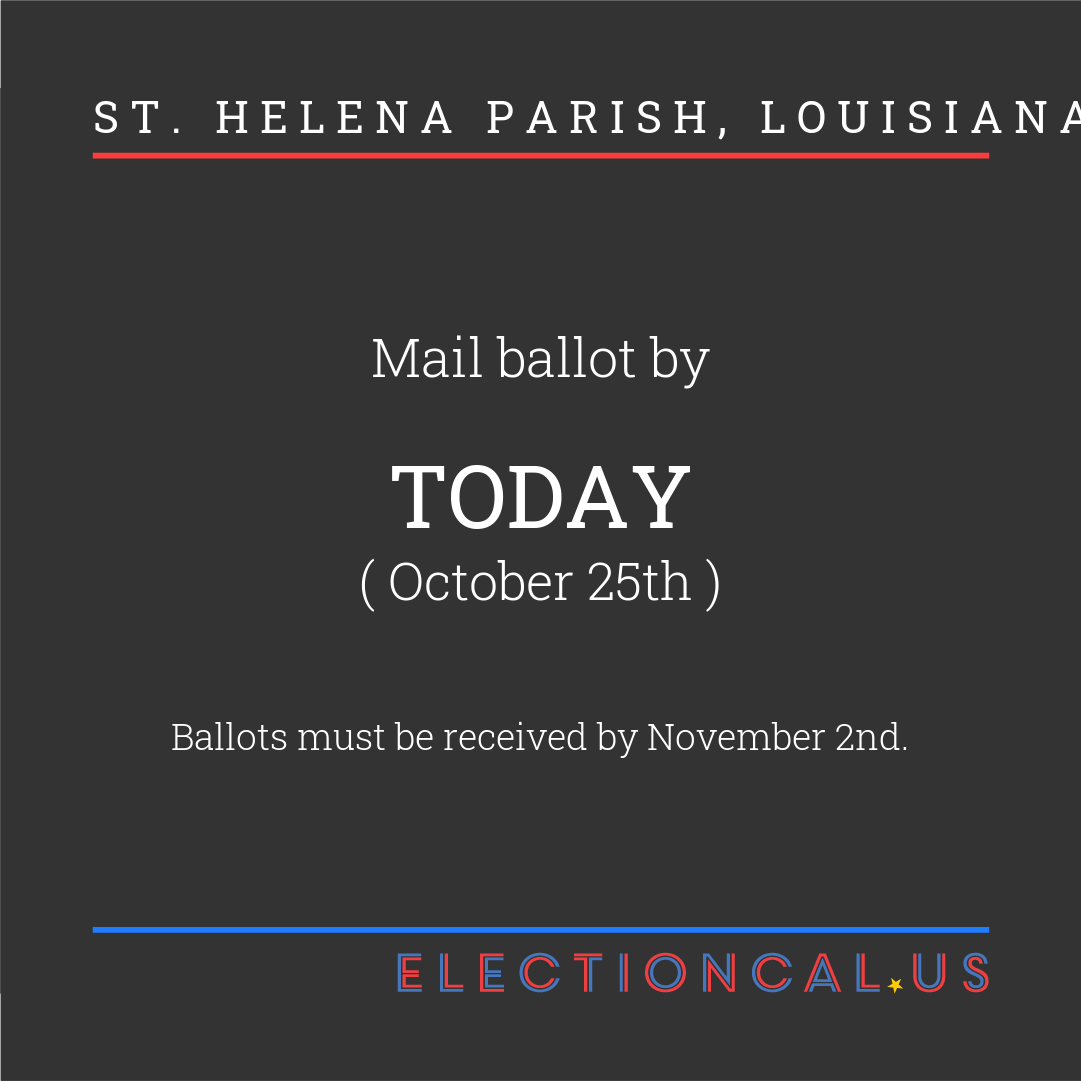 ST. HELENA PARISH, LOUISIANA
Mail ballot by
TODAY
( October 25th )
Ballots must be received by November 2nd.
ELECTIONCAL.US